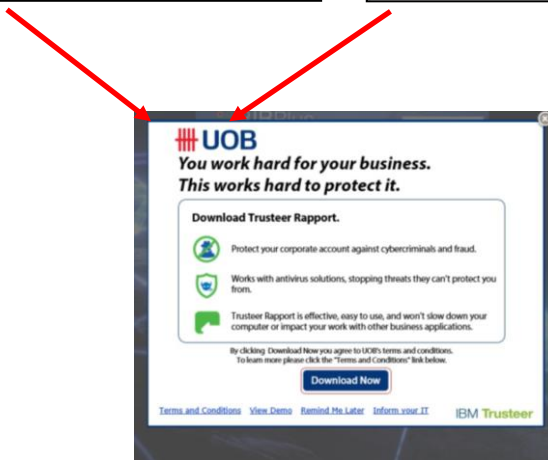 UOB
You work hard for your business.
This works hard to protect it.
Download Trusteer Rapport.
Protect your corporate account against cybercriminals and fraud.
Works with antivirus solutions, stopping threats they can't protect you
from.
Trusteer Rapport is effective, easy to use, and won't slow down your
computer or impact your work with other business applications.
By clicking Download Now you agree to UOB's terms and conditions.
To learn more please click the "Terms and Conditions" link below.
Download Now
Terms and Conditions View Demo Remind Me Later Inform your IT IBM Trusteer